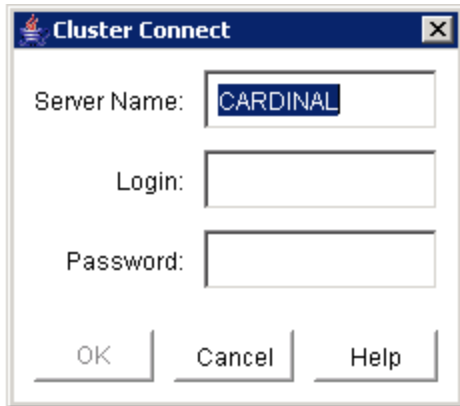 Cluster Connect
Server Name: CARDINAL
Login:
Password:
OK Cancel Help